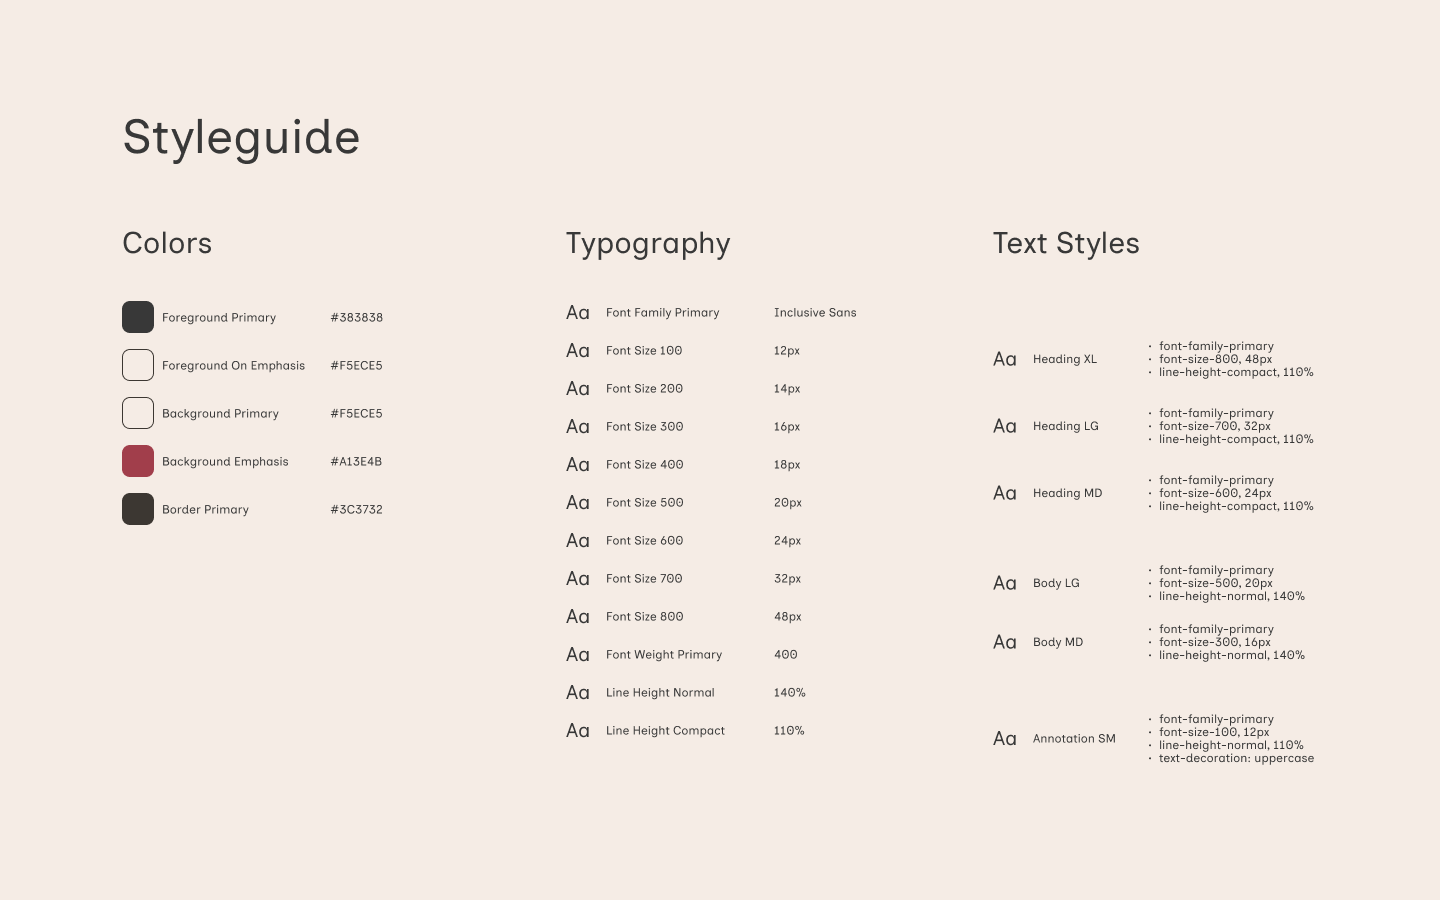 Styleguide
Colors
Foreground Primary #383838
Foreground On Emphasis #F5ECE5
Background Primary #F5ECE5
Background Emphasis #A13E4B
Border Primary #3C3732
Typography
Aa Font Family Primary Inclusive Sans
Aa Font Size 100 12px
Aa Font Size 200 14px
Aa Font Size 300 16px
Aa Font Size 400 18px
Aa Font Size 500 20px
Aa Font Size 600 24px
Aa Font Size 700 32px
Aa Font Size 800 48px
Aa Font Weight Primary 400
Aa Line Height Normal 140%
Aa Line Height Compact 110%
Text Styles
Aa Heading XL
· font-family-primary
· font-size-800, 48px
· line-height-compact, 110%
Aa Heading LG
· font-family-primary
· font-size-700, 32px
· line-height-compact, 110%
Aa Heading MD
· font-family-primary
· font-size-600, 24px
· line-height-compact, 110%
Aa Body LG
· font-family-primary
· font-size-500, 20px
· line-height-normal, 140%
Aa Body MD
· font-family-primary
· font-size-300, 16px
· line-height-normal, 140%
Aa Annotation SM
· font-family-primary
· font-size-100, 12px
· line-height-normal, 110%
· text-decoration: uppercase